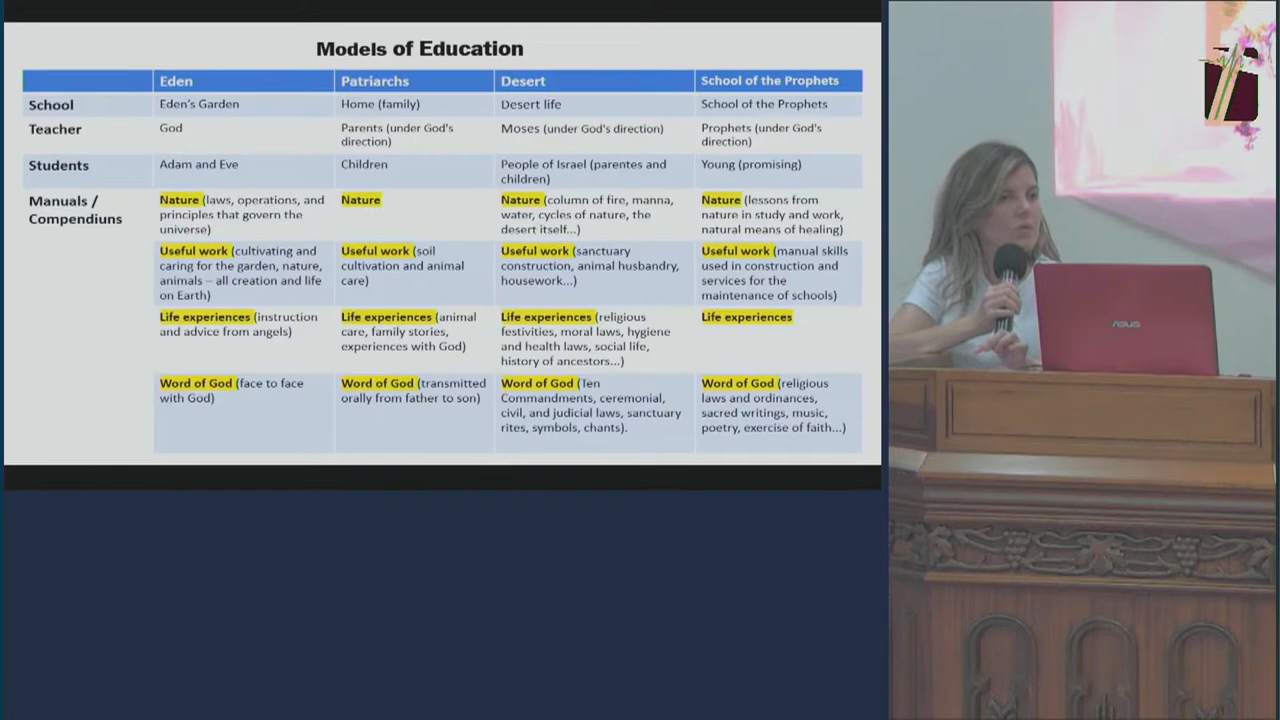 Models of Education
Eden Patriarchs Desert School of the Prophets
School Eden's Garden Home (family) Desert life School of the Prophets
Teacher God Parents (under God's Moses (under God's direction) Prophets (under God's
direction) direction)
Students Adam and Eve Children People of Israel (parentes and Young (promising)
children)
Manuals / Nature (laws, operations, and Nature Nature (column of fire, manna, Nature (lessons from
Compendiuns principles that govern the water, cycles of nature, the nature in study and work,
universe) desert itself...) natural means of healing)
Useful work (cultivating and Useful work (soil Useful work (sanctuary Useful work (manual skills
caring for the garden, nature, cultivation and animal construction, animal husbandry, used in construction and
animals – all creation and life care) housework...) services for the
on Earth) maintenance of schools)
Life experiences (instruction Life experiences (animal Life experiences (religious Life experiences
and advice from angels) care, family stories, festivities, moral laws, hygiene
experiences with God) and health laws, social life,
history of ancestors...)
Word of God (face to face Word of God (transmitted Word of God (Ten Word of God (religious
with God) orally from father to son) Commandments, ceremonial, laws and ordinances,
civil, and judicial laws, sanctuary sacred writings, music,
rites, symbols, chants). poetry, exercise of faith...)
ASUS